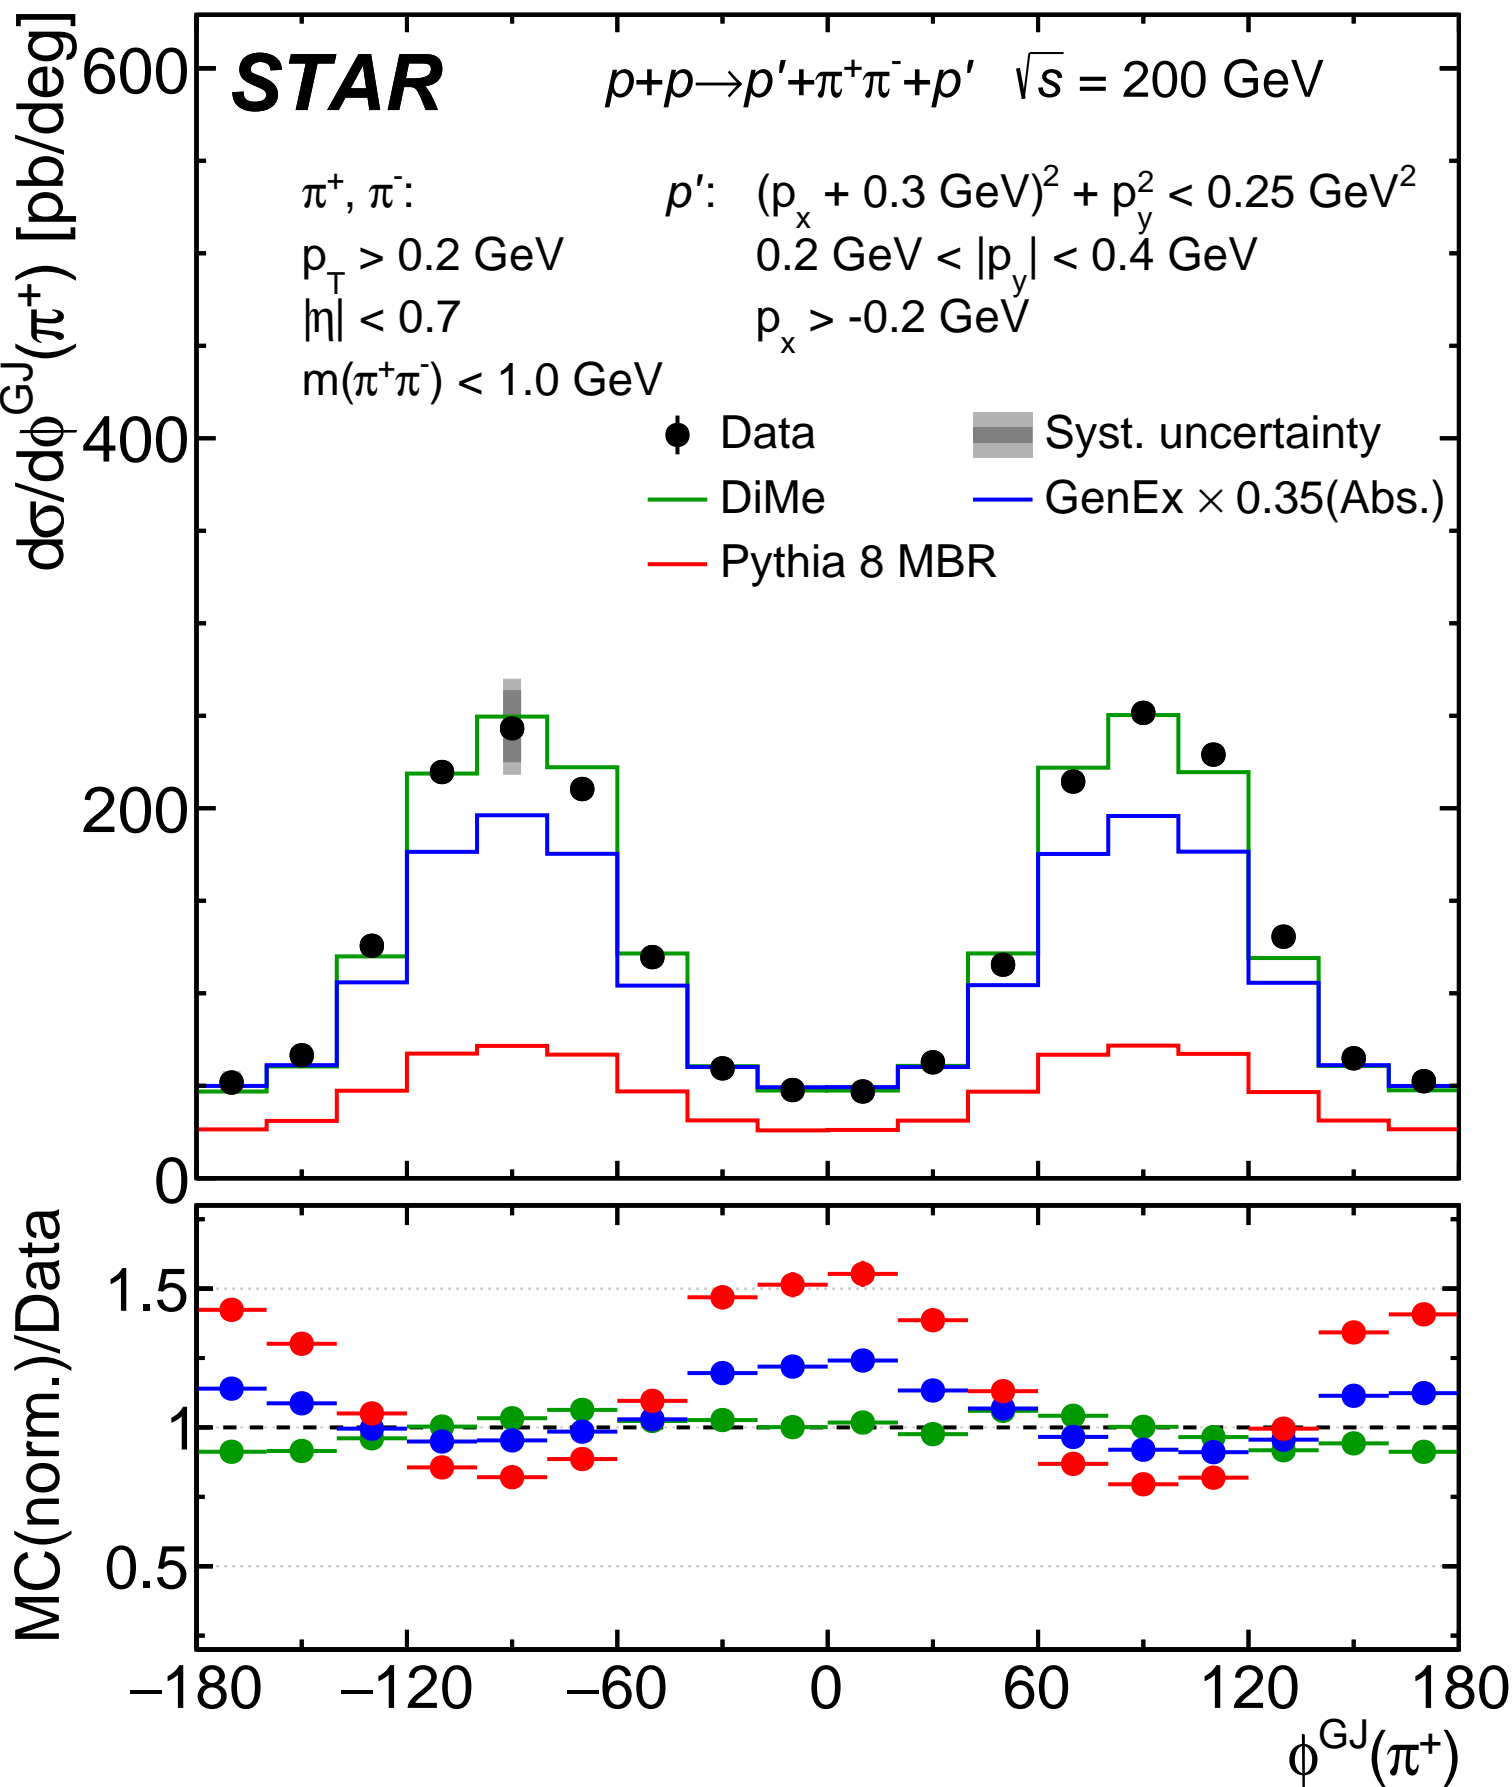 STAR p+p→p′+π⁺π⁻+p′ √s = 200 GeV
π⁺, π⁻: p′: (pₓ + 0.3 GeV)² + p_y² < 0.25 GeV²
p_T > 0.2 GeV 0.2 GeV < |p_y| < 0.4 GeV
|η| < 0.7 pₓ > -0.2 GeV
m(π⁺π⁻) < 1.0 GeV
Data Syst. uncertainty
DiMe GenEx × 0.35(Abs.)
Pythia 8 MBR
dσ/dϕ^GJ(π⁺) [pb/deg]
600
400
200
0
MC(norm.)/Data
1.5
1
0.5
−180 −120 −60 0 60 120 180
ϕ^GJ(π⁺)